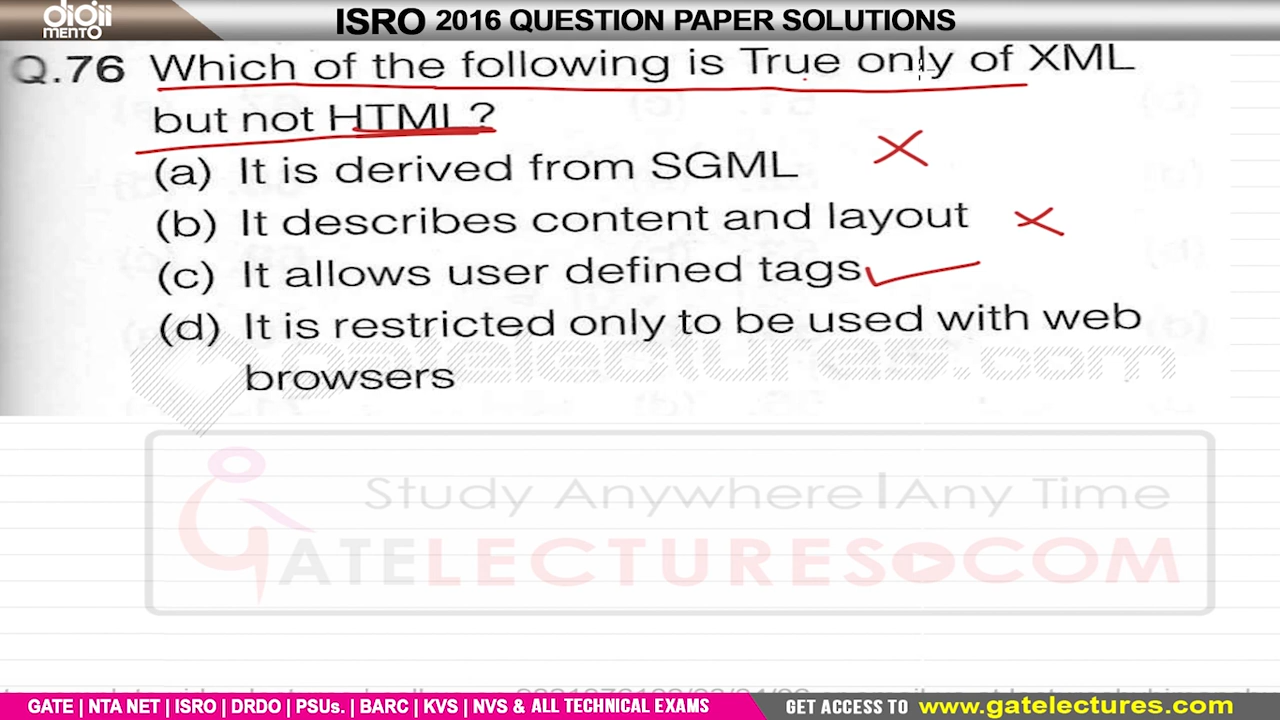 digii
MENTO
ISRO 2016 QUESTION PAPER SOLUTIONS
Q.76 Which of the following is True only of XML
but not HTML?
(a) It is derived from SGML
(b) It describes content and layout
(c) It allows user defined tags
(d) It is restricted only to be used with web
browsers
gatelectures.com
Study Anywhere | Any Time
GATELECTURES.COM
GATE | NTA NET | ISRO | DRDO | PSUs. | BARC | KVS | NVS & ALL TECHNICAL EXAMS
GET ACCESS TO www.gatelectures.com